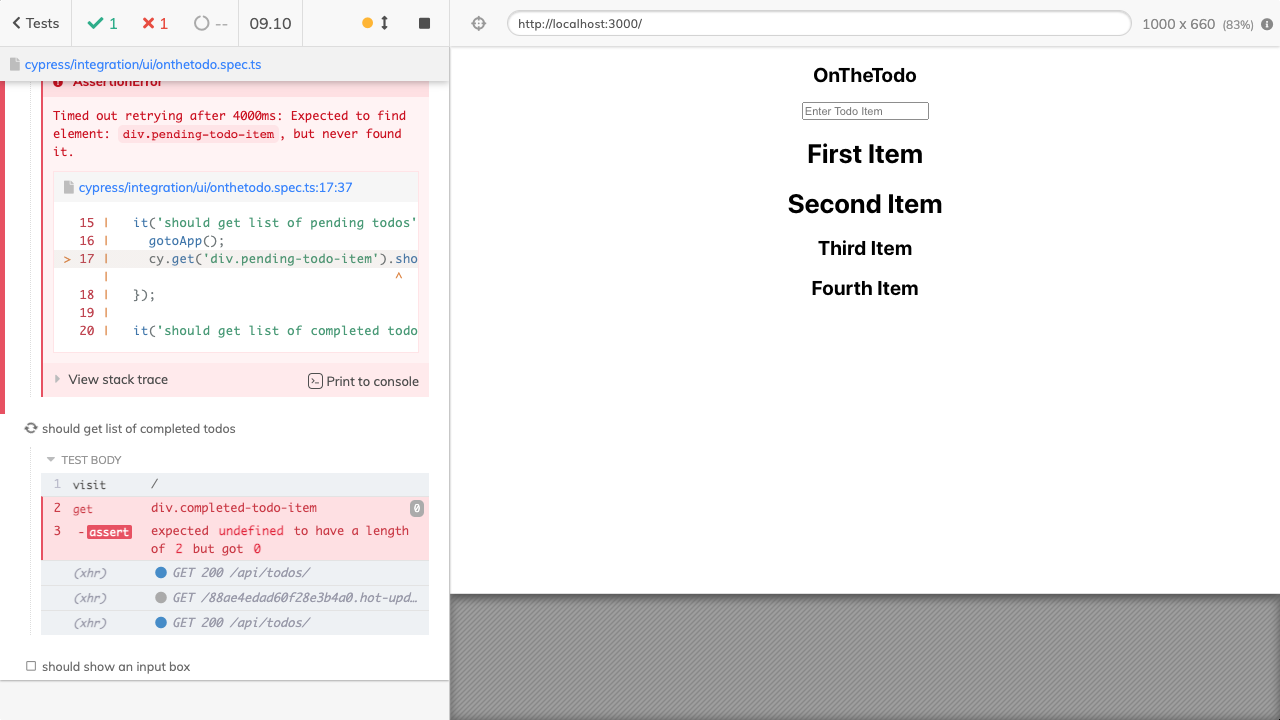 Tests
1
1
--
09.10
http://localhost:3000/
1000 x 660 (83%)
cypress/integration/ui/onthetodo.spec.ts
AssertionError
Timed out retrying after 4000ms: Expected to find
element: div.pending-todo-item, but never found
it.
cypress/integration/ui/onthetodo.spec.ts:17:37
15 | it('should get list of pending todos'
16 | gotoApp();
> 17 | cy.get('div.pending-todo-item').sho
| ^
18 | });
19 |
20 | it('should get list of completed todo
View stack trace
Print to console
should get list of completed todos
TEST BODY
1 visit /
2 get div.completed-todo-item 0
3 -assert expected undefined to have a length
of 2 but got 0
(xhr) GET 200 /api/todos/
(xhr) GET /88ae4edad60f28e3b4a0.hot-upd…
(xhr) GET 200 /api/todos/
should show an input box
OnTheTodo
Enter Todo Item
First Item
Second Item
Third Item
Fourth Item